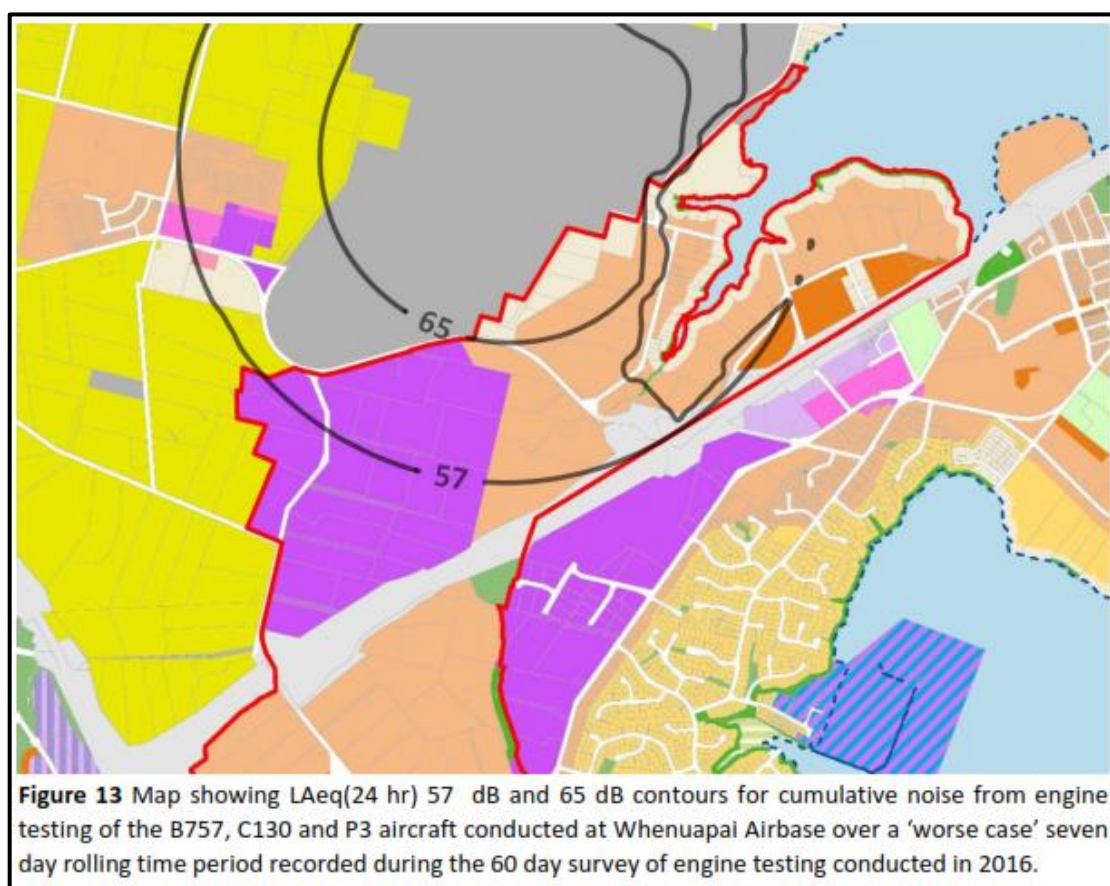 65
57
Figure 13 Map showing LAeq(24 hr) 57 dB and 65 dB contours for cumulative noise from engine
testing of the B757, C130 and P3 aircraft conducted at Whenuapai Airbase over a ‘worse case’ seven
day rolling time period recorded during the 60 day survey of engine testing conducted in 2016.